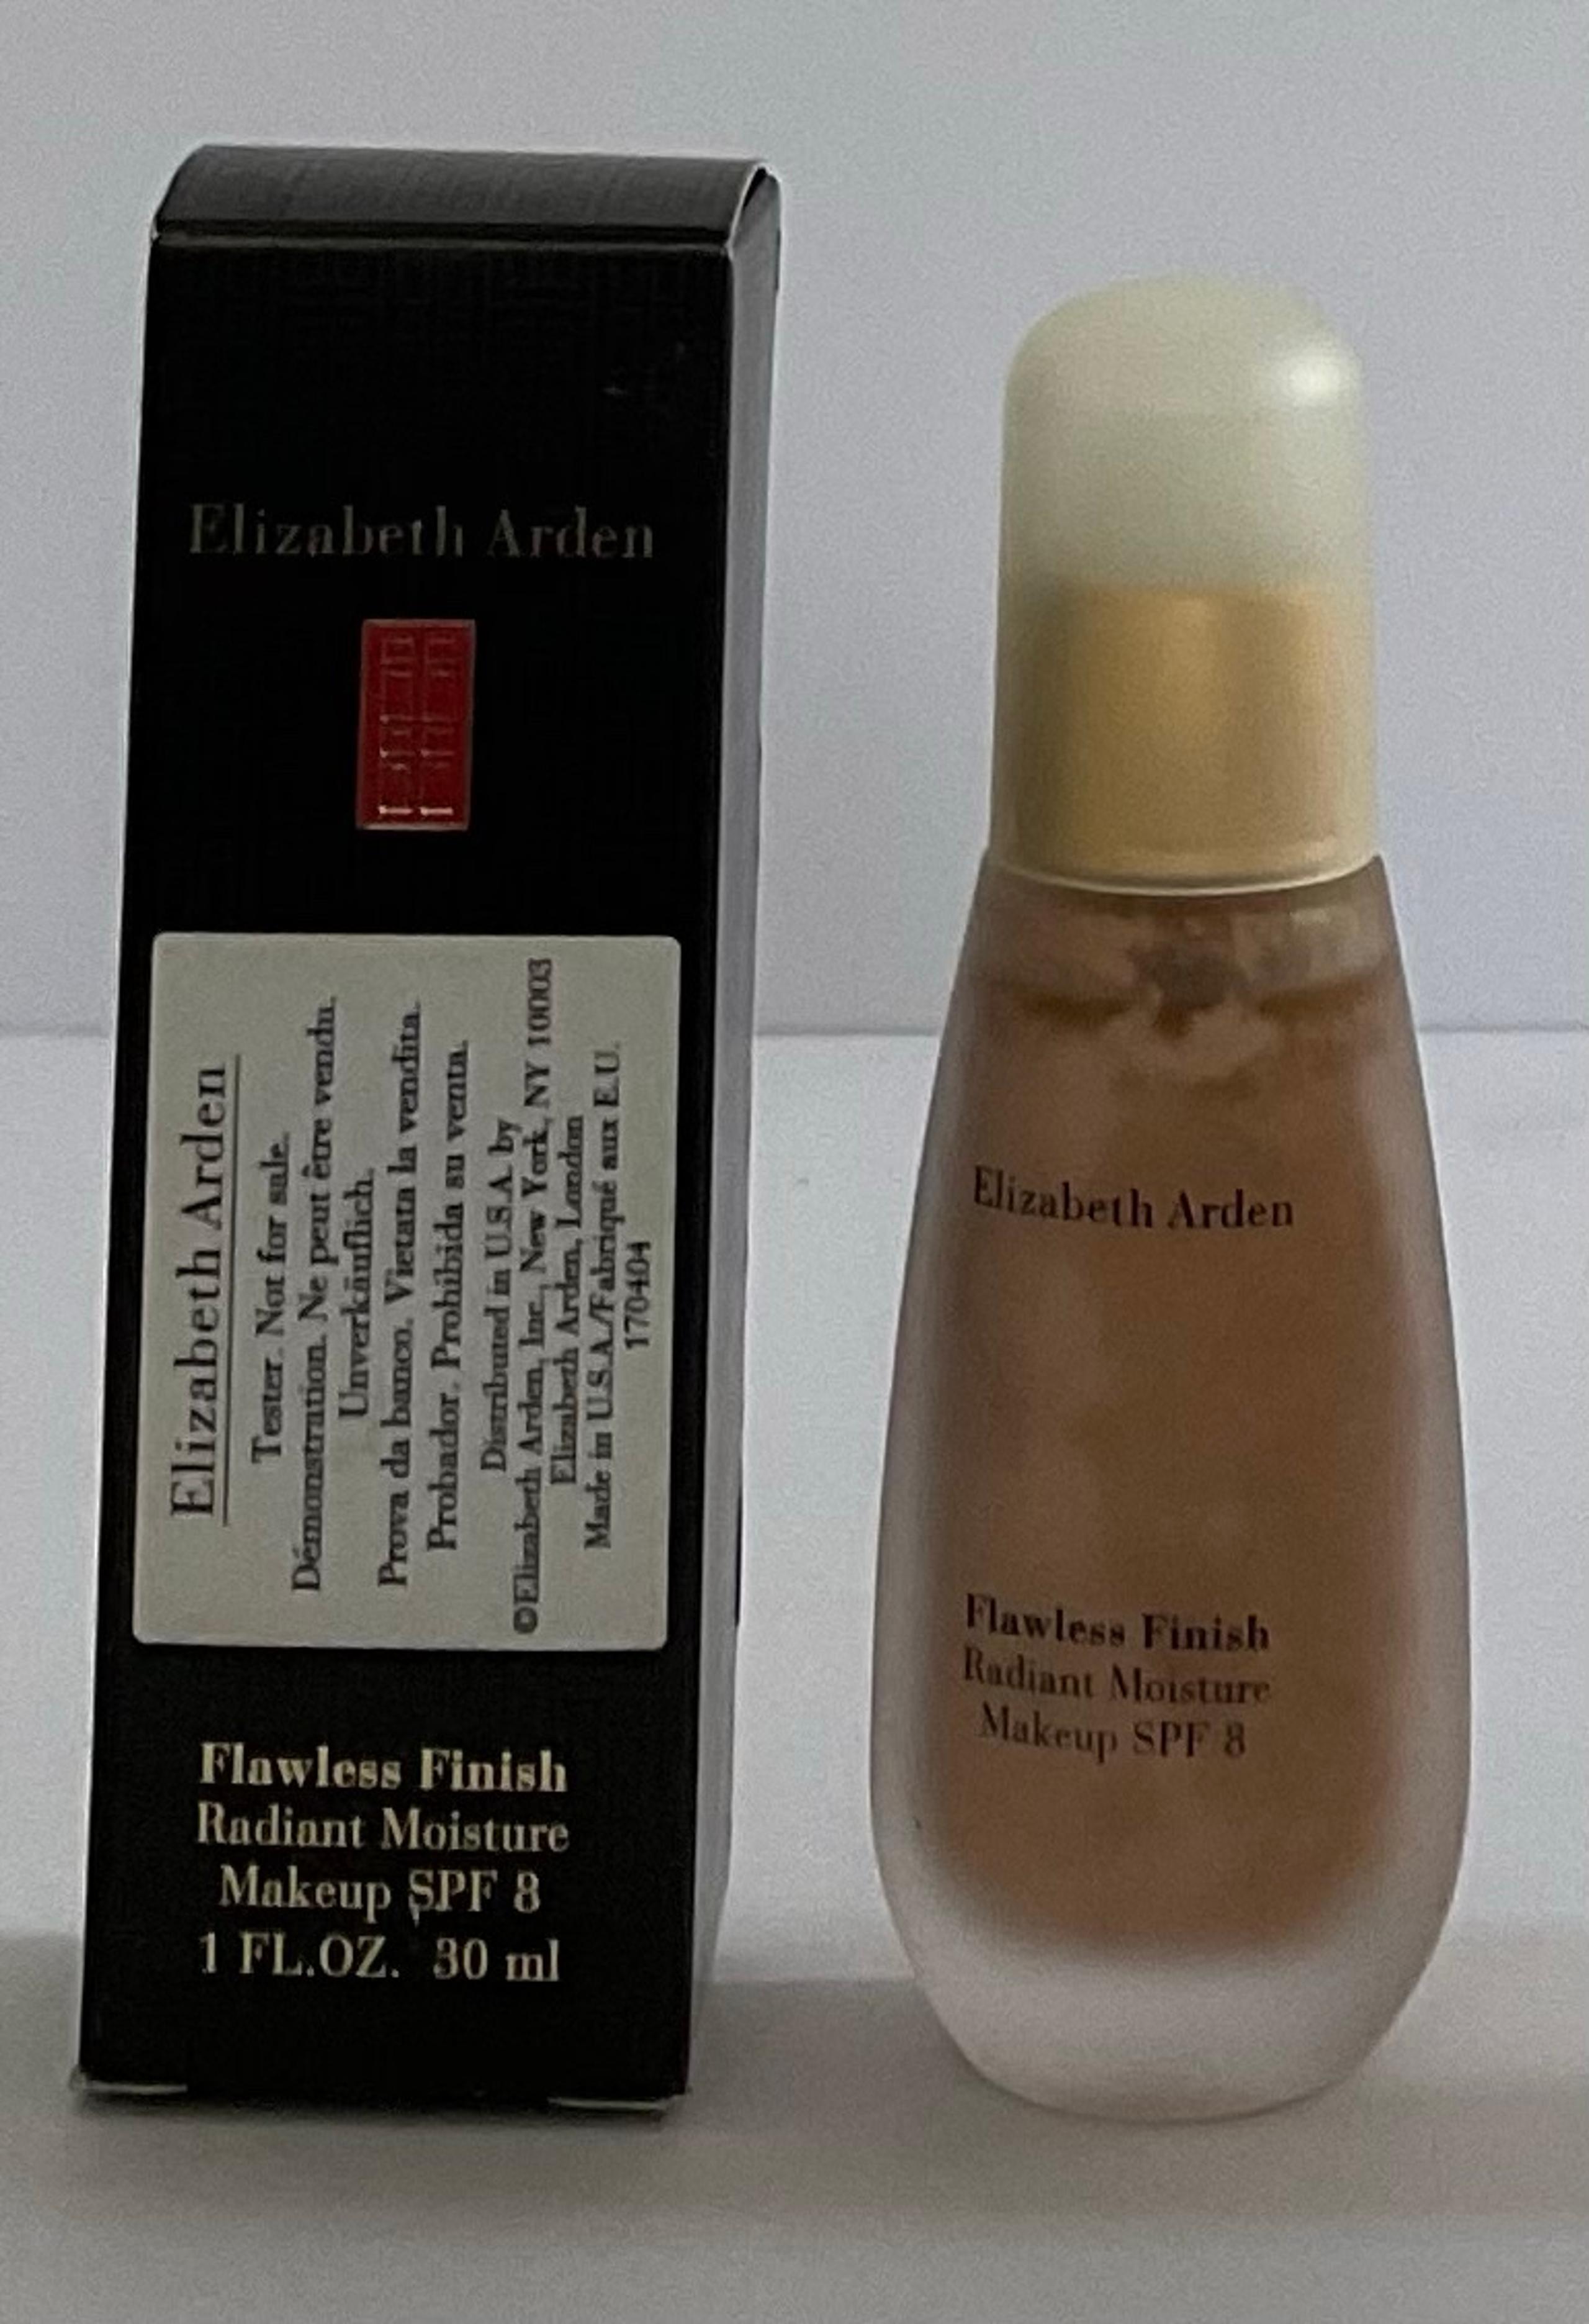 Elizabeth Arden
Elizabeth Arden
Tester. Not for sale.
Démonstration. Ne peut être vendu.
Unverkäuflich.
Prova da banco. Vietata la vendita.
Probador. Prohibida su venta.
Distributed in U.S.A. by
©Elizabeth Arden, Inc., New York, NY 10003
Elizabeth Arden, London
Made in U.S.A./Fabriqué aux E.U.
170404
Flawless Finish
Radiant Moisture
Makeup SPF 8
1 FL.OZ. 30 ml
Elizabeth Arden
Flawless Finish
Radiant Moisture
Makeup SPF 8